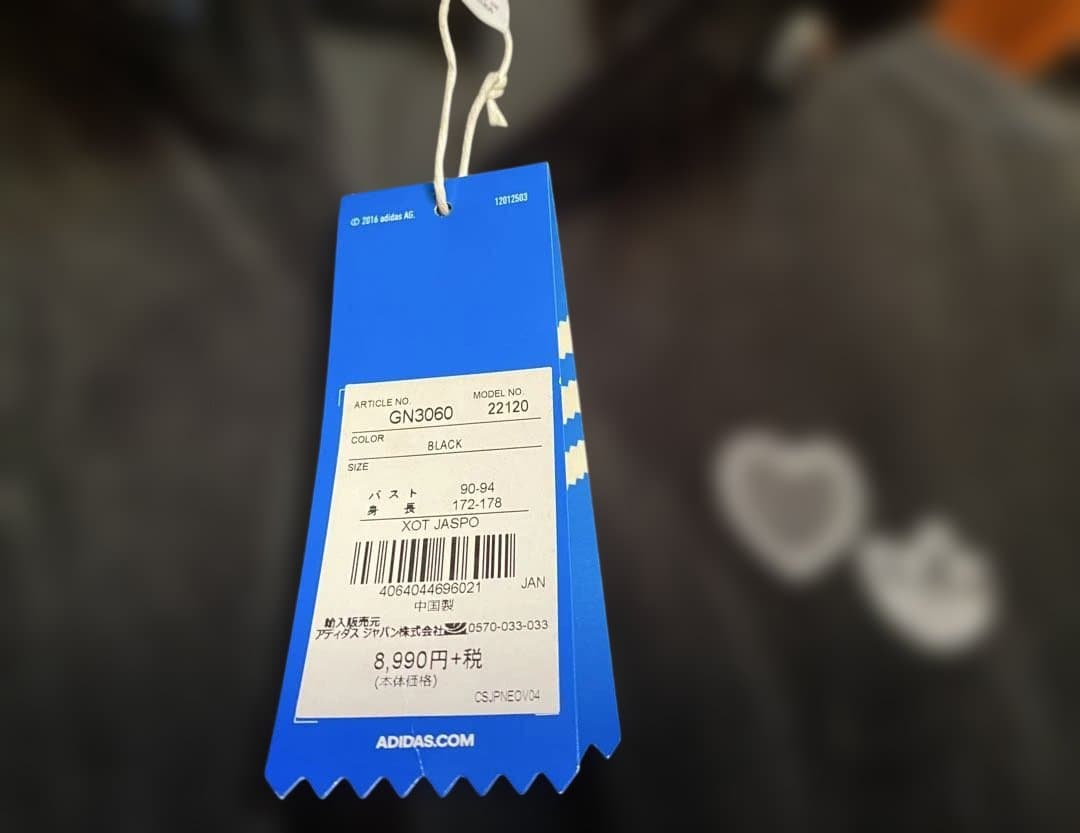 © 2016 adidas AG. 12012503
ARTICLE NO. MODEL NO.
GN3060 22120
COLOR
BLACK
SIZE
バスト 90-94
身長 172-178
XOT JASPO
4064044696021 JAN
中国製
輸入販売元
アディダス ジャパン株式会社 0570-033-033
8,990円+税
(本体価格)
CSJPNEOV04
ADIDAS.COM